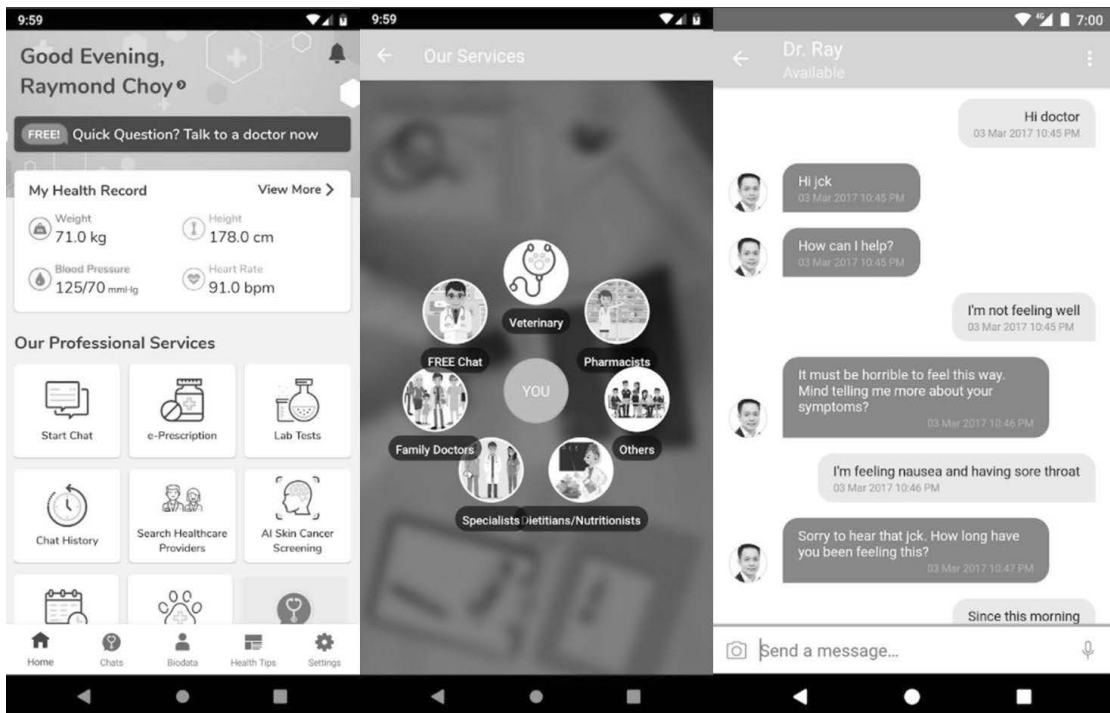 9:59
Good Evening,
Raymond Choy
FREE! Quick Question? Talk to a doctor now
My Health Record
View More
Weight
71.0 kg
Height
178.0 cm
Blood Pressure
125/70 mmHg
Heart Rate
91.0 bpm
Our Professional Services
Start Chat
e-Prescription
Lab Tests
Chat History
Search Healthcare
Providers
AI Skin Cancer
Screening
Home
Chats
Biodata
Health Tips
Settings
9:59
Our Services
Veterinary
FREE Chat
Pharmacists
YOU
Family Doctors
Others
Specialists
Dietitians/Nutritionists
4G 7:00
Dr. Ray
Available
Hi doctor
03 Mar 2017 10:45 PM
Hi jck
03 Mar 2017 10:45 PM
How can I help?
03 Mar 2017 10:45 PM
I'm not feeling well
03 Mar 2017 10:45 PM
It must be horrible to feel this way.
Mind telling me more about your
symptoms?
03 Mar 2017 10:46 PM
I'm feeling nausea and having sore throat
03 Mar 2017 10:46 PM
Sorry to hear that jck. How long have
you been feeling this?
03 Mar 2017 10:47 PM
Since this morning
Send a message...